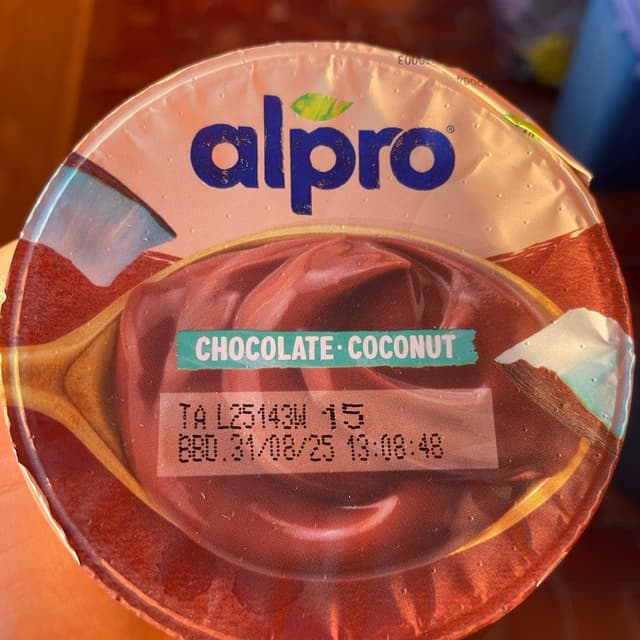 alpro®
CHOCOLATE·COCONUT
TA L25143W 15
BBD.31/08/25 13:08:48